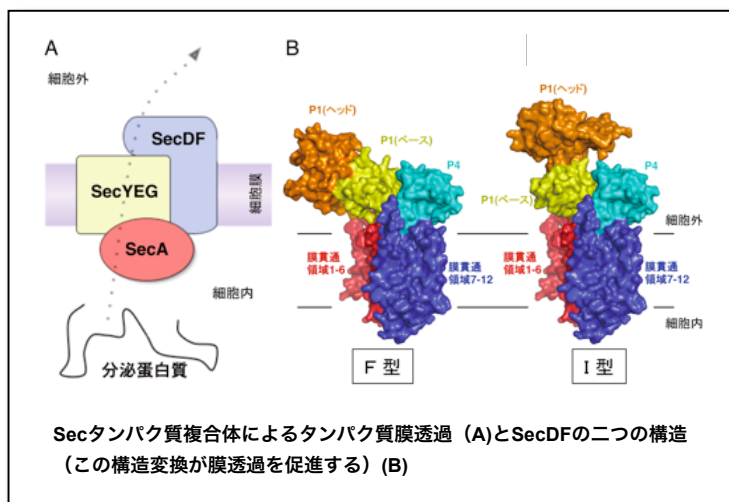 A
細胞外
SecDF
SecYEG
細胞膜
SecA
細胞内
分泌蛋白質
B
P1(ヘッド)
P1(ベース)
P4
膜貫通
領域1-6
膜貫通
領域7-12
F 型
P1(ヘッド)
P4
P1(ベース)
細胞外
膜貫通
領域1-6
膜貫通
領域7-12
細胞内
I 型
Secタンパク質複合体によるタンパク質膜透過（A)とSecDFの二つの構造
（この構造変換が膜透過を促進する）(B)